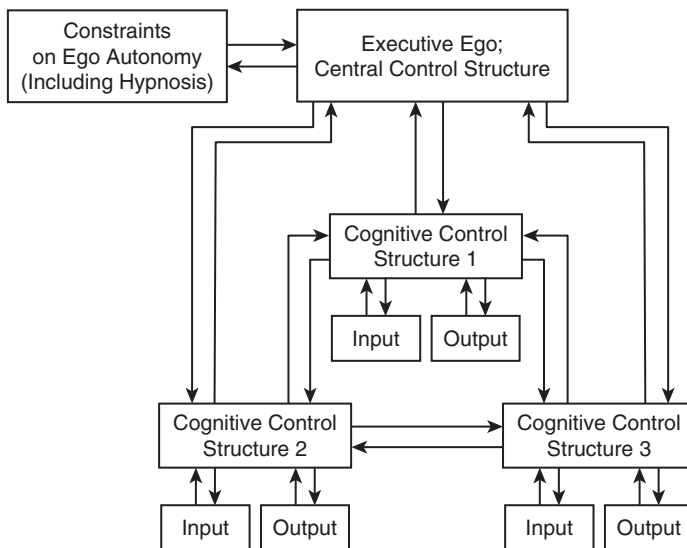 Constraints
on Ego Autonomy
(Including Hypnosis)
Executive Ego;
Central Control Structure
Cognitive Control
Structure 1
Input
Output
Cognitive Control
Structure 2
Cognitive Control
Structure 3
Input
Output
Input
Output